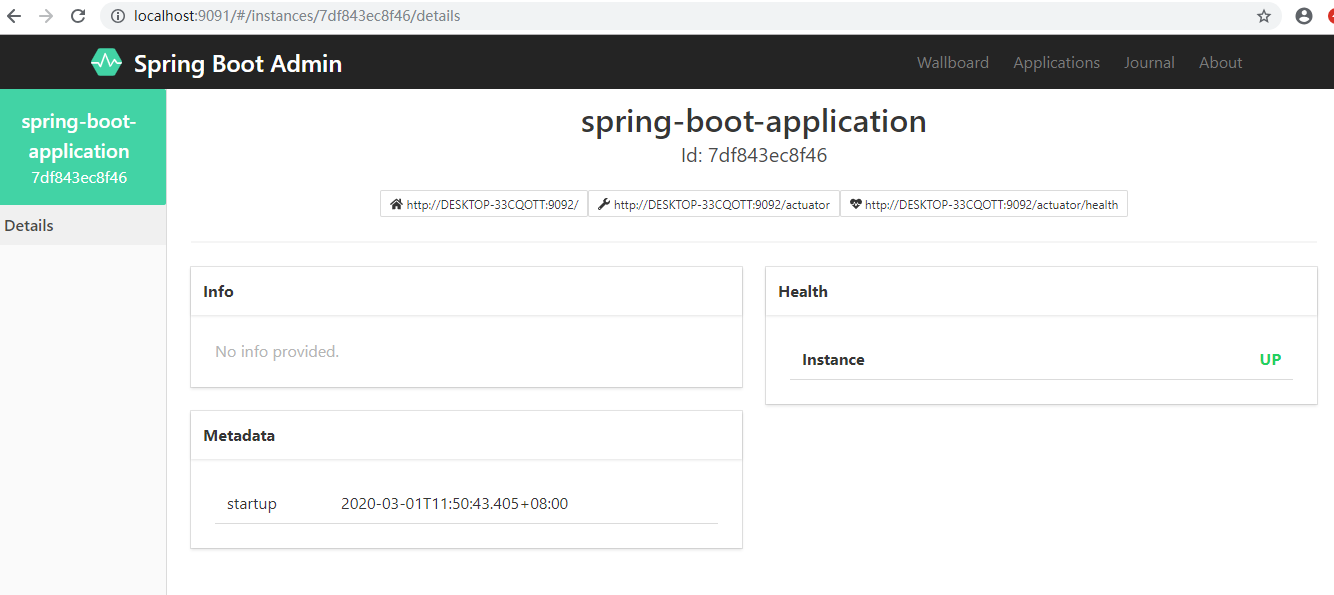 localhost:9091/#/instances/7df843ec8f46/details
Spring Boot Admin
Wallboard Applications Journal About
spring-boot-
application
7df843ec8f46
Details
spring-boot-application
Id: 7df843ec8f46
http://DESKTOP-33CQOTT:9092/ http://DESKTOP-33CQOTT:9092/actuator http://DESKTOP-33CQOTT:9092/actuator/health
Info
No info provided.
Health
Instance UP
Metadata
startup 2020-03-01T11:50:43.405+08:00